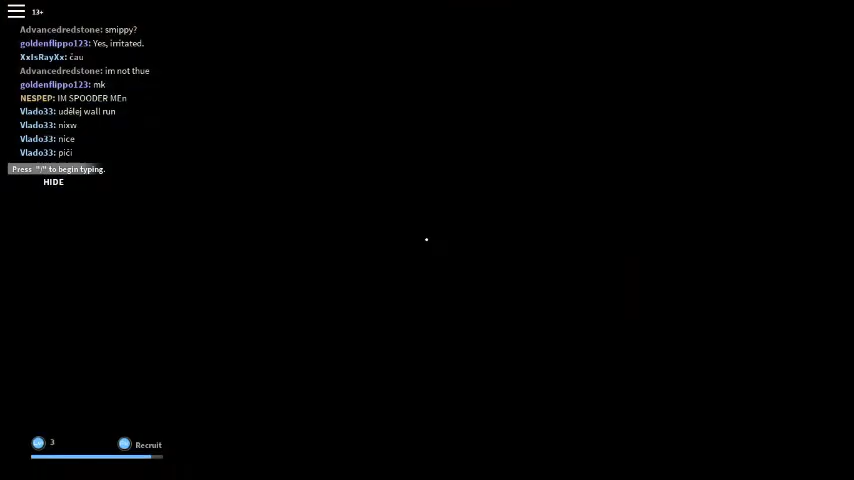 13+
Advancedredstone: smippy?
goldenflippo123: Yes, irritated.
XxIsRayXx: čau
Advancedredstone: im not thue
goldenflippo123: mk
NESPEP: IM SPOODER MEn
Vlado33: udělej wall run
Vlado33: nixw
Vlado33: nice
Vlado33: piči
Press "/" to begin typing.
HIDE
3
Recruit